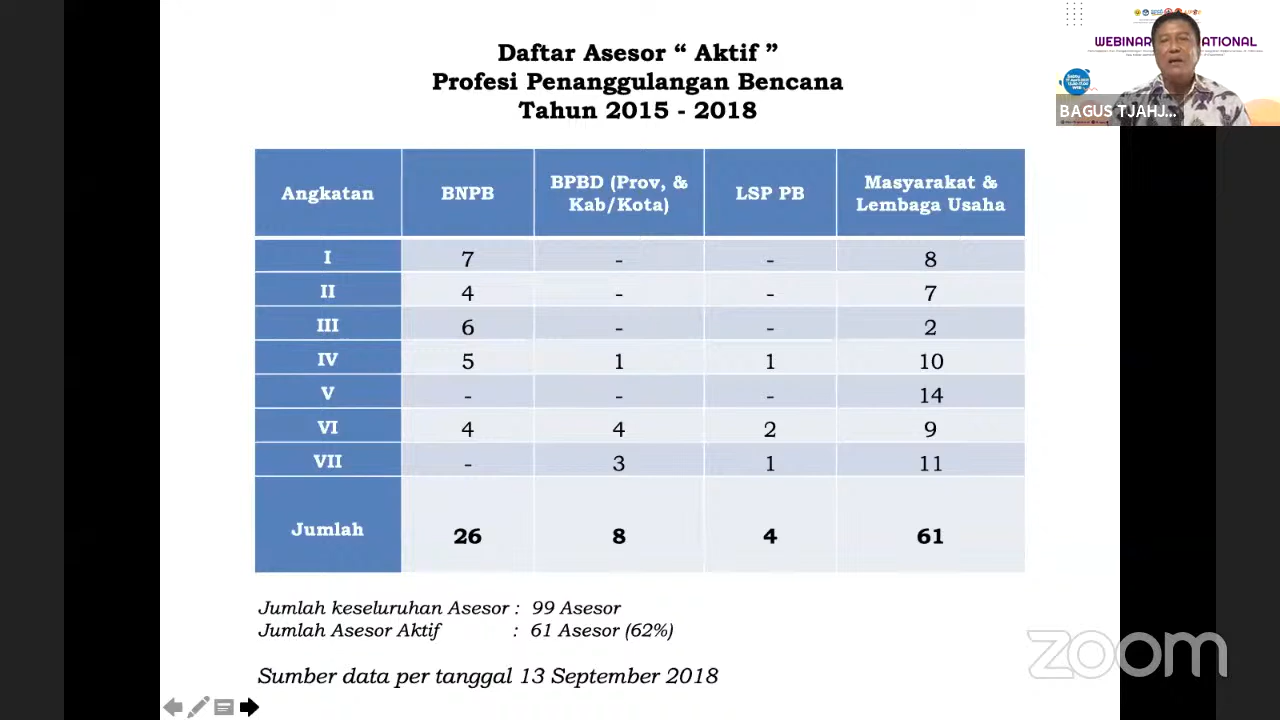 Daftar Asesor “ Aktif ”
Profesi Penanggulangan Bencana
Tahun 2015 - 2018
Angkatan BNPB BPBD (Prov, & Kab/Kota) LSP PB Masyarakat & Lembaga Usaha
I 7 - - 8
II 4 - - 7
III 6 - - 2
IV 5 1 1 10
V - - - 14
VI 4 4 2 9
VII - 3 1 11
Jumlah 26 8 4 61
Jumlah keseluruhan Asesor : 99 Asesor
Jumlah Asesor Aktif : 61 Asesor (62%)
Sumber data per tanggal 13 September 2018
WEBINAR
BAGUS TJAHJ...
zoom